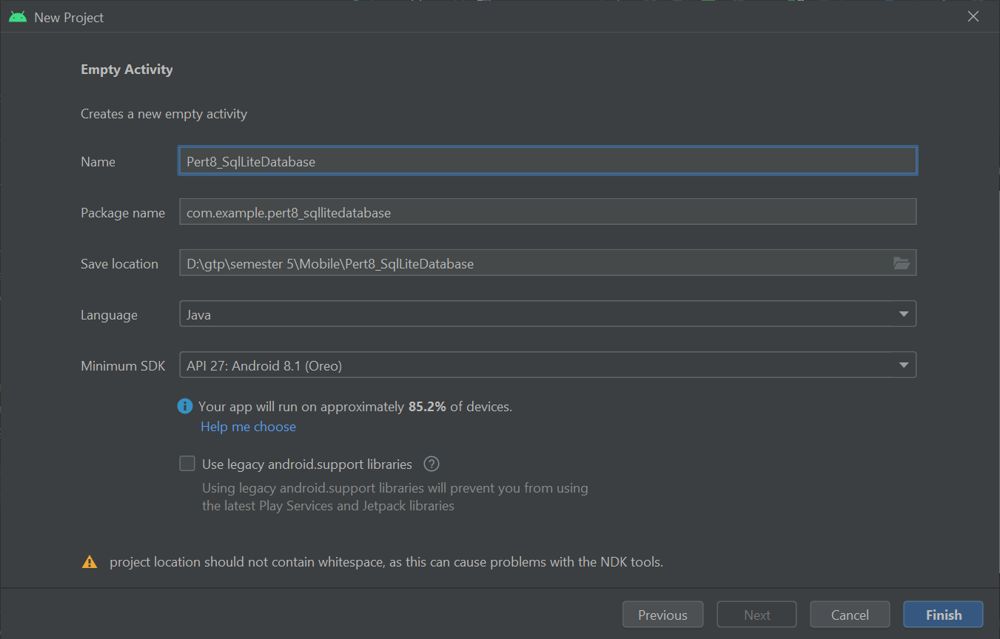 New Project
Empty Activity
Creates a new empty activity
Name Pert8_SqlLiteDatabase
Package name com.example.pert8_sqllitedatabase
Save location D:\gtp\semester 5\Mobile\Pert8_SqlLiteDatabase
Language Java
Minimum SDK API 27: Android 8.1 (Oreo)
Your app will run on approximately 85.2% of devices.
Help me choose
Use legacy android.support libraries ?
Using legacy android.support libraries will prevent you from using
the latest Play Services and Jetpack libraries
project location should not contain whitespace, as this can cause problems with the NDK tools.
Previous Next Cancel Finish